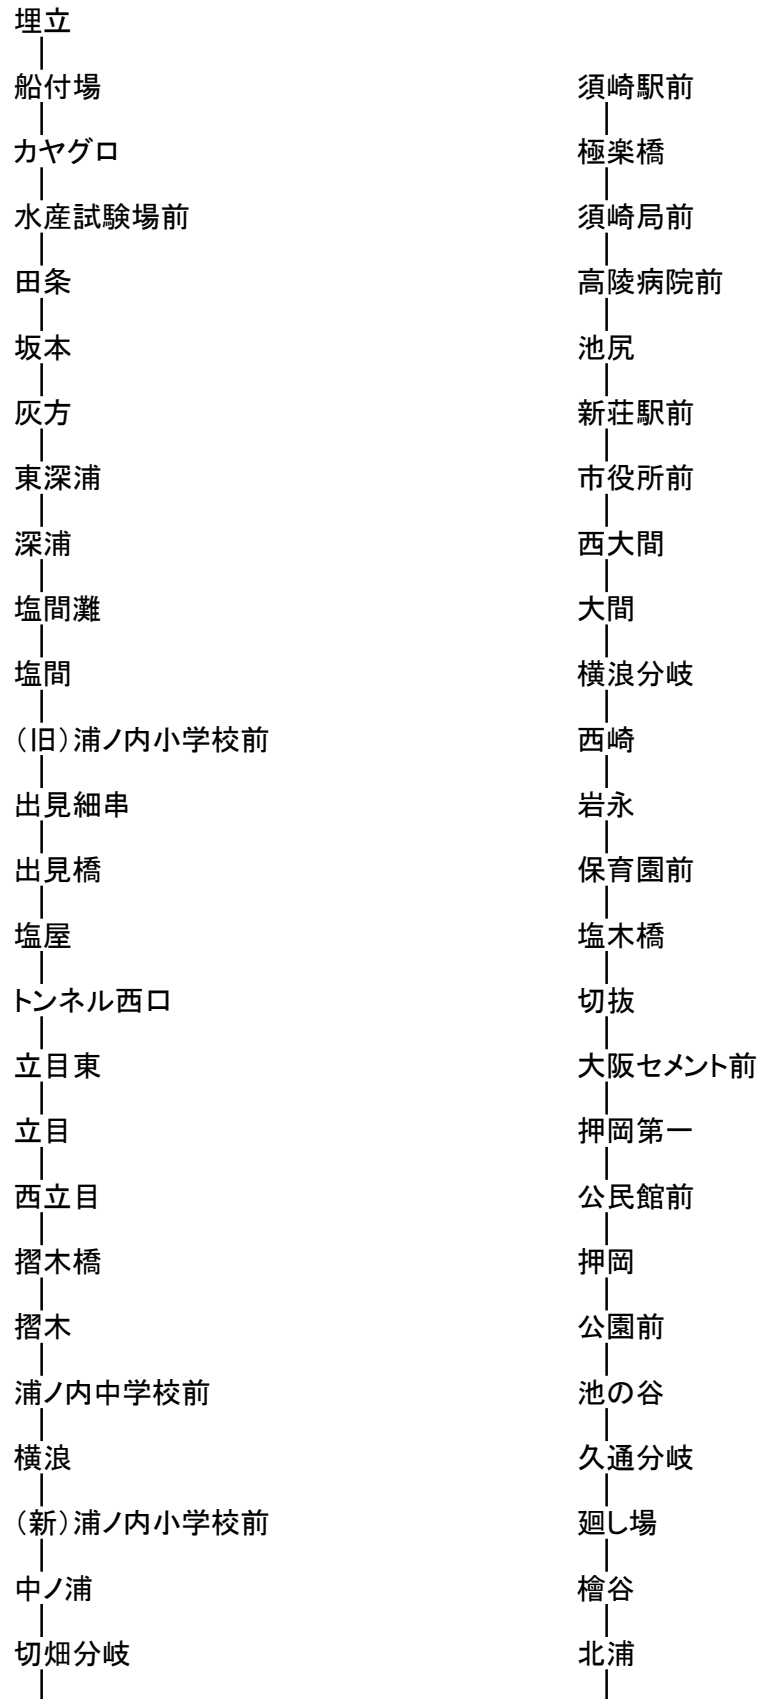 埋立
船付場
カヤグロ
水産試験場前
田条
坂本
灰方
東深浦
深浦
塩間灘
塩間
（旧）浦ノ内小学校前
出見細串
出見橋
塩屋
トンネル西口
立目東
立目
西立目
摺木橋
摺木
浦ノ内中学校前
横浪
（新）浦ノ内小学校前
中ノ浦
切畑分岐
須崎駅前
極楽橋
須崎局前
高陵病院前
池尻
新荘駅前
市役所前
西大間
大間
横浪分岐
西崎
岩永
保育園前
塩木橋
切抜
大阪セメント前
押岡第一
公民館前
押岡
公園前
池の谷
久通分岐
廻し場
檜谷
北浦